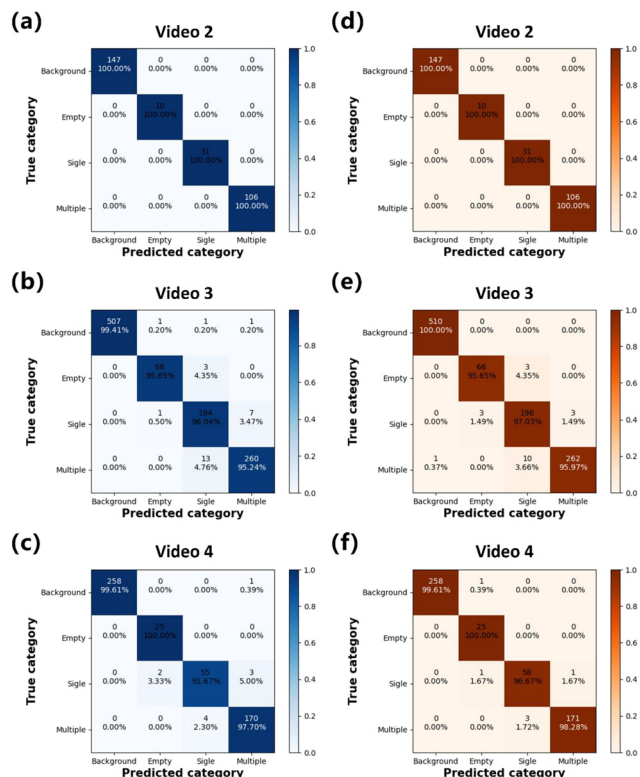 (a)
Video 2
True category
Background
147 0 0 0
100.00% 0.00% 0.00% 0.00%
Empty
0 10 0 0
0.00% 100.00% 0.00% 0.00%
Sigle
0 0 31 0
0.00% 0.00% 100.00% 0.00%
Multiple
0 0 0 106
0.00% 0.00% 0.00% 100.00%
Background Empty Sigle Multiple
Predicted category
1.0
0.8
0.6
0.4
0.2
0.0
(d)
Video 2
True category
Background
147 0 0 0
100.00% 0.00% 0.00% 0.00%
Empty
0 10 0 0
0.00% 100.00% 0.00% 0.00%
Sigle
0 0 31 0
0.00% 0.00% 100.00% 0.00%
Multiple
0 0 0 106
0.00% 0.00% 0.00% 100.00%
Background Empty Sigle Multiple
Predicted category
1.0
0.8
0.6
0.4
0.2
0.0
(b)
Video 3
True category
Background
507 1 1 1
99.41% 0.20% 0.20% 0.20%
Empty
0 66 3 0
0.00% 95.65% 4.35% 0.00%
Sigle
0 1 194 7
0.00% 0.50% 96.04% 3.47%
Multiple
0 0 13 260
0.00% 0.00% 4.76% 95.24%
Background Empty Sigle Multiple
Predicted category
0.8
0.6
0.4
0.2
0.0
(e)
Video 3
True category
Background
510 0 0 0
100.00% 0.00% 0.00% 0.00%
Empty
0 66 3 0
0.00% 95.65% 4.35% 0.00%
Sigle
0 3 196 3
0.00% 1.49% 97.03% 1.49%
Multiple
1 0 10 262
0.37% 0.00% 3.66% 95.97%
Background Empty Sigle Multiple
Predicted category
1.0
0.8
0.6
0.4
0.2
0.0
(c)
Video 4
True category
Background
258 0 0 1
99.61% 0.00% 0.00% 0.39%
Empty
0 25 0 0
0.00% 100.00% 0.00% 0.00%
Sigle
0 2 55 3
0.00% 3.33% 91.67% 5.00%
Multiple
0 0 4 170
0.00% 0.00% 2.30% 97.70%
Background Empty Sigle Multiple
Predicted category
1.0
0.8
0.6
0.4
0.2
0.0
(f)
Video 4
True category
Background
258 1 0 0
99.61% 0.39% 0.00% 0.00%
Empty
0 25 0 0
0.00% 100.00% 0.00% 0.00%
Sigle
0 1 58 1
0.00% 1.67% 96.67% 1.67%
Multiple
0 0 3 171
0.00% 0.00% 1.72% 98.28%
Background Empty Sigle Multiple
Predicted category
1.0
0.8
0.6
0.4
0.2
0.0